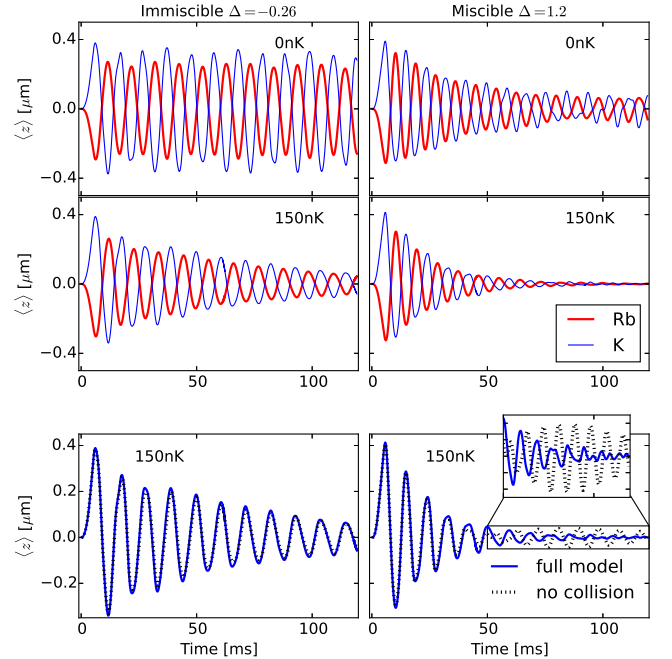 Immiscible Δ=−0.26
Miscible Δ=1.2
0.4
0.0
−0.4
⟨z⟩ [μm]
0nK
0nK
0.4
0.0
−0.4
⟨z⟩ [μm]
150nK
150nK
Rb
K
0
50
100
0
50
100
0.4
0.2
0.0
−0.2
⟨z⟩ [μm]
150nK
150nK
full model
no collision
0
50
100
0
50
100
Time [ms]
Time [ms]